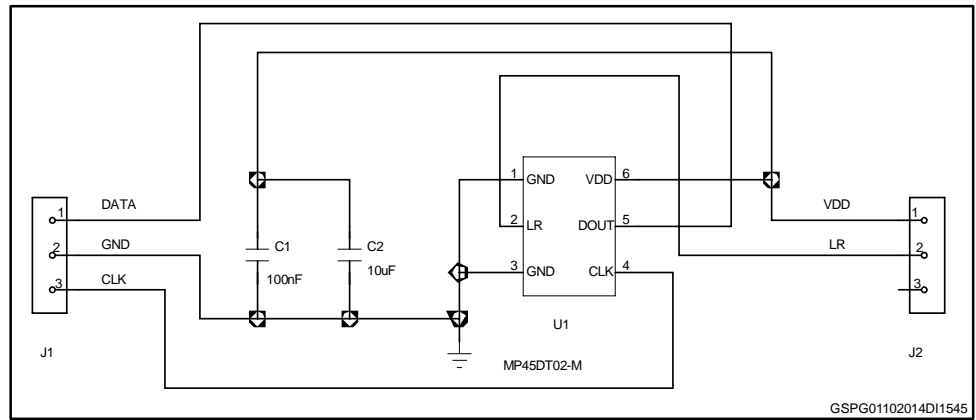 1 GND VDD 6
1 DATA VDD 1
2 LR DOUT 5
2 GND C1 C2 LR 2
100nF 10uF 3 GND CLK 4
3 CLK 3
U1
J1 J2
MP45DT02-M
GSPG01102014DI1545